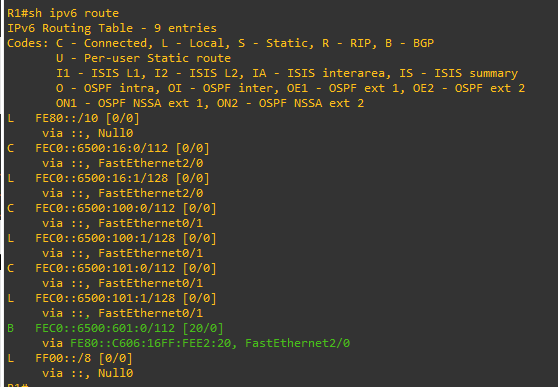 R1#sh ipv6 route
IPv6 Routing Table - 9 entries
Codes: C - Connected, L - Local, S - Static, R - RIP, B - BGP
       U - Per-user Static route
       I1 - ISIS L1, I2 - ISIS L2, IA - ISIS interarea, IS - ISIS summary
       O - OSPF intra, OI - OSPF inter, OE1 - OSPF ext 1, OE2 - OSPF ext 2
       ON1 - OSPF NSSA ext 1, ON2 - OSPF NSSA ext 2
L   FE80::/10 [0/0]
     via ::, Null0
C   FEC0::6500:16:0/112 [0/0]
     via ::, FastEthernet2/0
L   FEC0::6500:16:1/128 [0/0]
     via ::, FastEthernet2/0
C   FEC0::6500:100:0/112 [0/0]
     via ::, FastEthernet0/1
L   FEC0::6500:100:1/128 [0/0]
     via ::, FastEthernet0/1
C   FEC0::6500:101:0/112 [0/0]
     via ::, FastEthernet0/1
L   FEC0::6500:101:1/128 [0/0]
     via ::, FastEthernet0/1
B   FEC0::6500:601:0/112 [20/0]
     via FE80::C606:16FF:FEE2:20, FastEthernet2/0
L   FF00::/8 [0/0]
     via ::, Null0
R1#